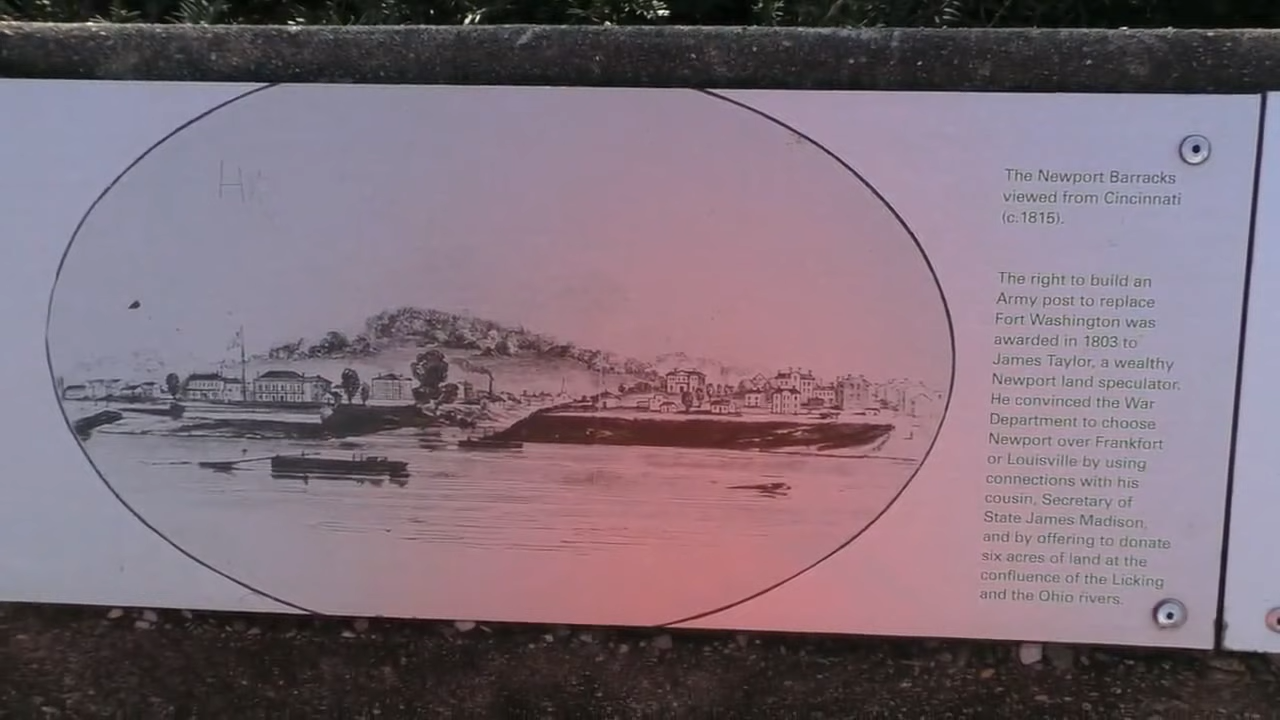 The Newport Barracks
viewed from Cincinnati
(c.1815).
The right to build an
Army post to replace
Fort Washington was
awarded in 1803 to
James Taylor, a wealthy
Newport land speculator.
He convinced the War
Department to choose
Newport over Frankfort
or Louisville by using
connections with his
cousin, Secretary of
State James Madison,
and by offering to donate
six acres of land at the
confluence of the Licking
and the Ohio rivers.